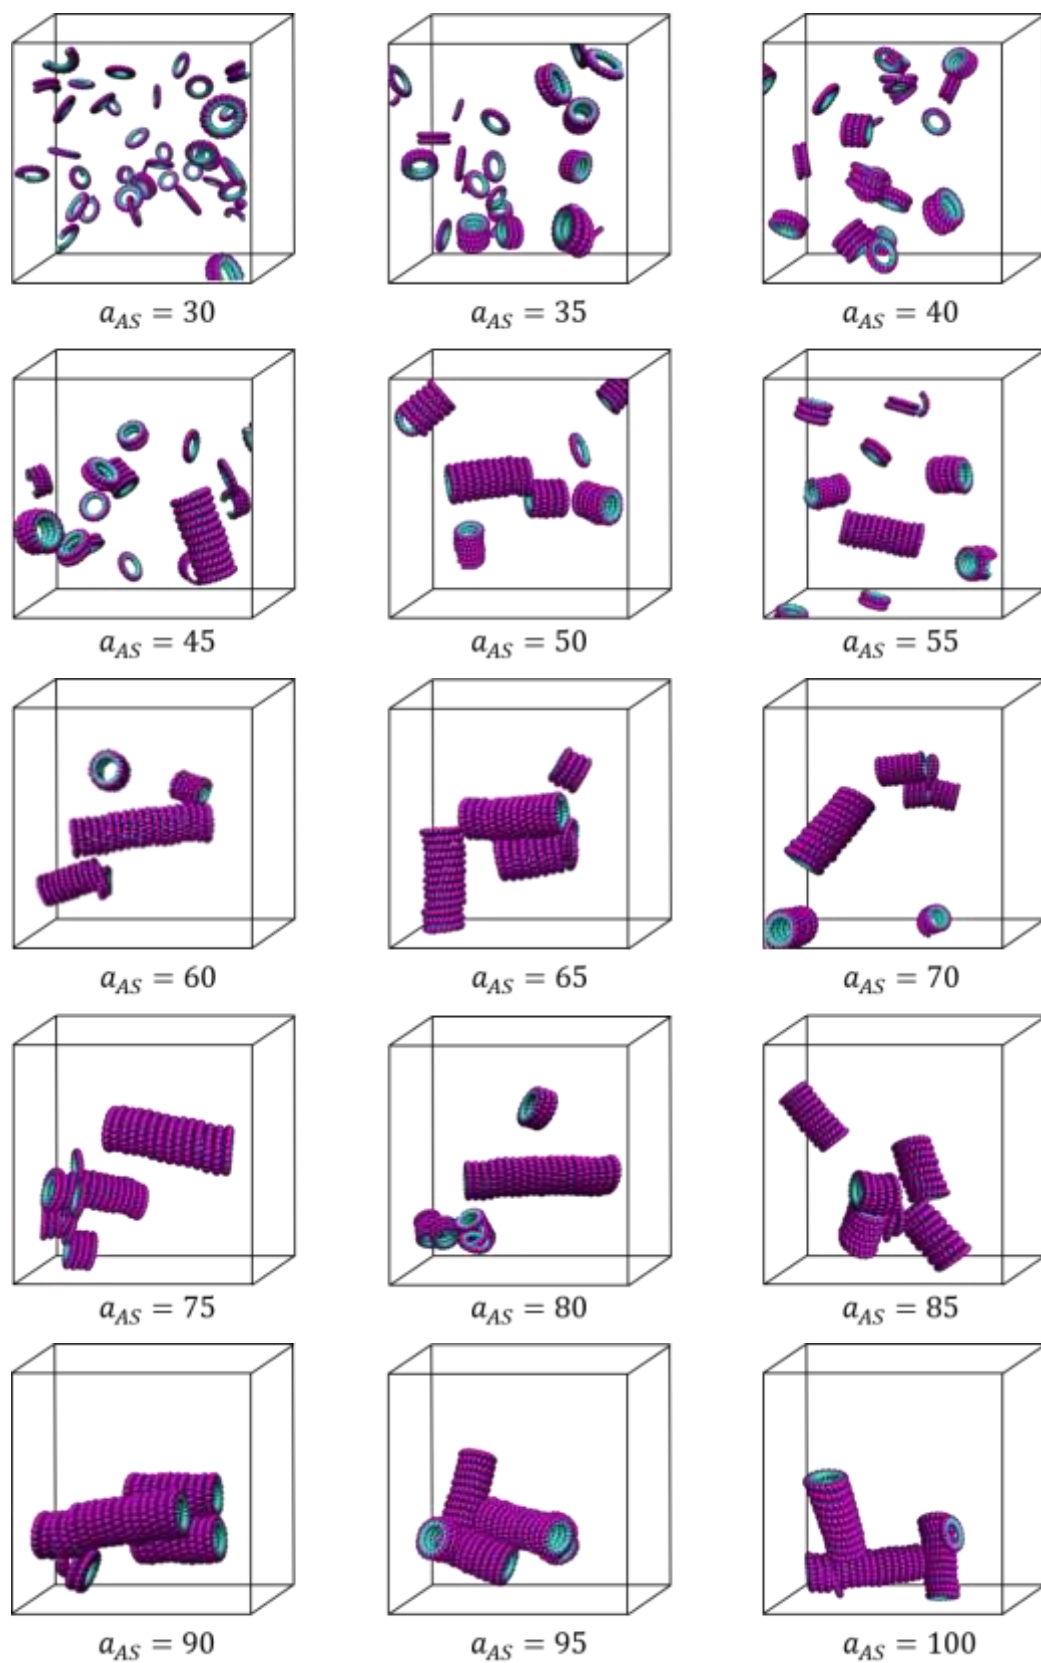 a_AS = 30
a_AS = 35
a_AS = 40
a_AS = 45
a_AS = 50
a_AS = 55
a_AS = 60
a_AS = 65
a_AS = 70
a_AS = 75
a_AS = 80
a_AS = 85
a_AS = 90
a_AS = 95
a_AS = 100